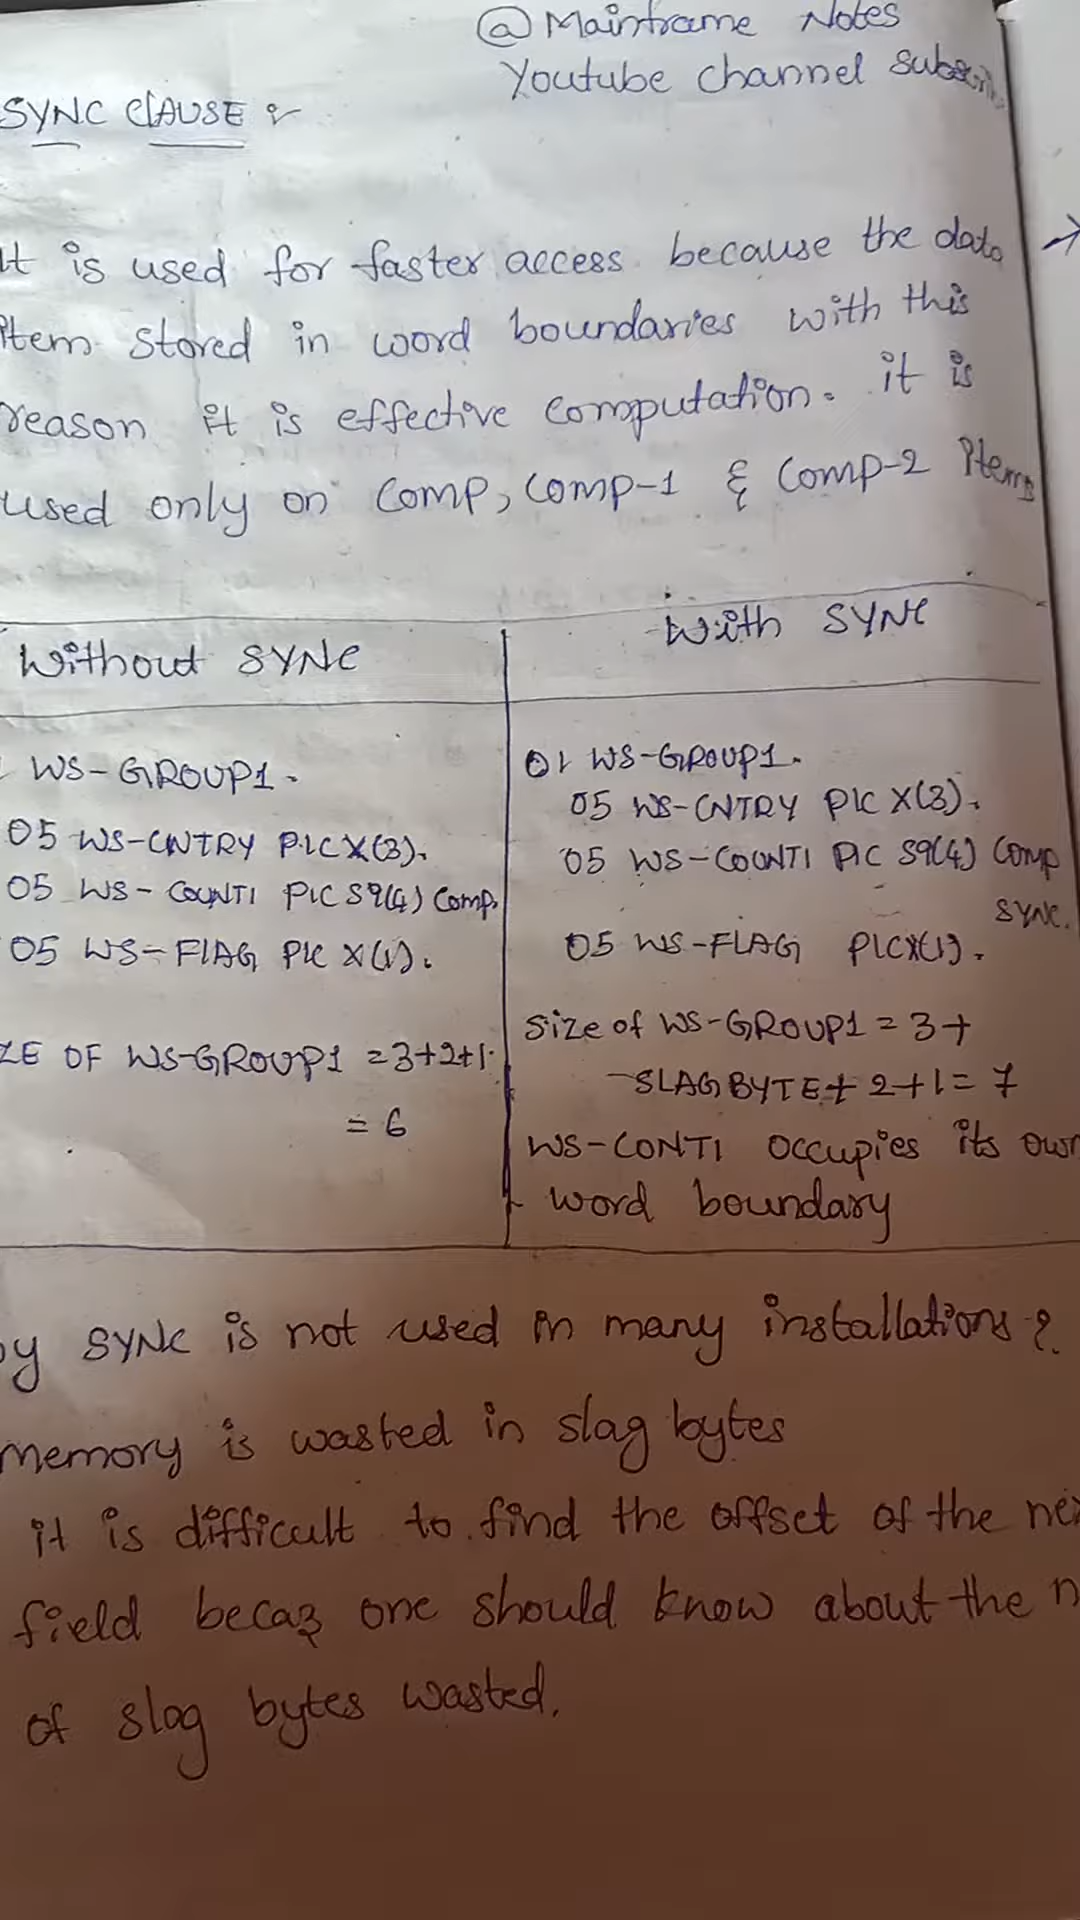 @ Mainframe Notes
Youtube channel Subscri
SYNC ClAUSE :-
It is used for faster access because the data
item stored in word boundaries with this
reason it is effective computation. it is
used only on Comp, Comp-1 & Comp-2 items
Without SYNC
WS-GROUP1.
05 WS-CNTRY PIC X(3).
05 WS-COUNT1 PIC S9(4) Comp.
05 WS-FlAG PIC X(1).
ZE OF WS-GROUP1 = 3+2+1.
= 6
With SYNC
01 WS-GROUP1.
05 WS-CNTRY PIC X(3).
05 WS-COUNT1 PIC S9(4) Comp
SYNC.
05 WS-FLAG PICX(1).
Size of WS-GROUP1 = 3+
SLAG BYTE + 2+1= 7
WS-CONT1 occupies its own
word boundary
y SYNC is not used in many installations?
memory is wasted in slag bytes
it is difficult to find the offset of the nex
field becaz one should know about the n
of slag bytes wasted.